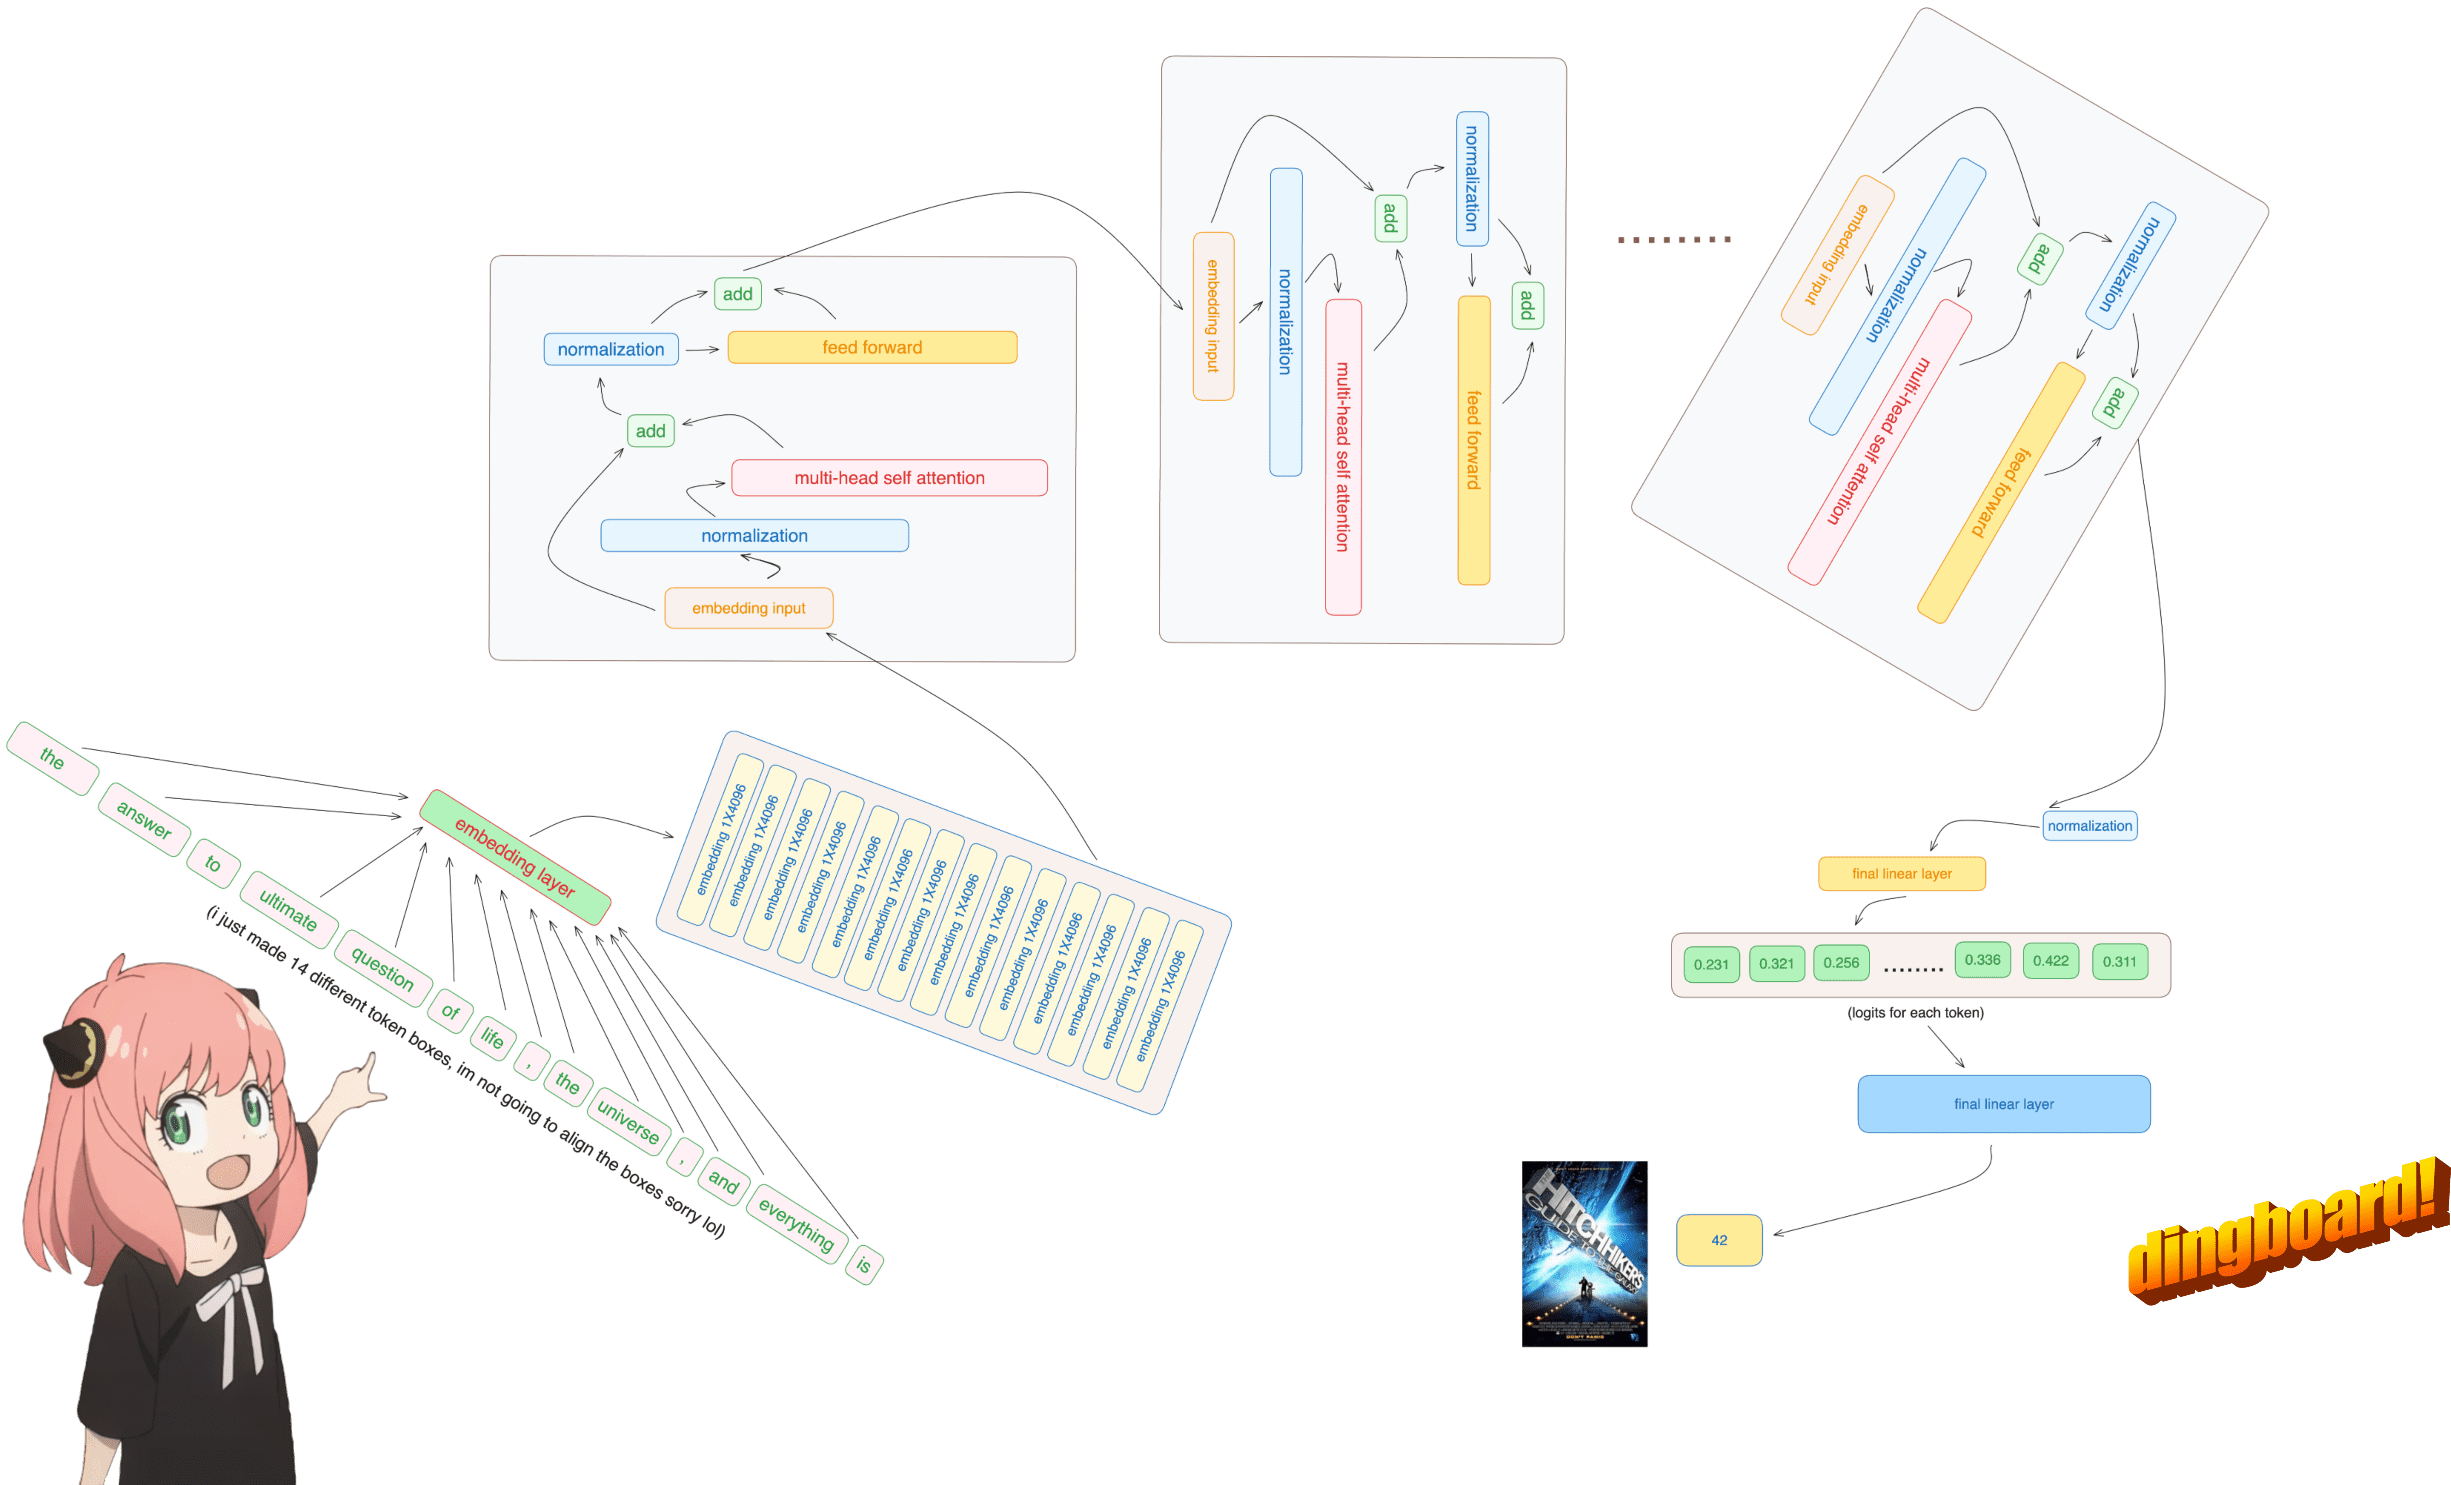 add
normalization
feed forward
add
multi-head self attention
normalization
embedding input
embedding input
normalization
multi-head self attention
add
normalization
feed forward
add
.......
embedding input
normalization
multi-head self attention
add
normalization
feed forward
add
the
answer
to
ultimate
question
of
life
,
the
universe
,
and
everything
is
(i just made 14 different token boxes, im not going to align the boxes sorry lol)
embedding layer
embedding 1X4096
embedding 1X4096
embedding 1X4096
embedding 1X4096
embedding 1X4096
embedding 1X4096
embedding 1X4096
embedding 1X4096
embedding 1X4096
embedding 1X4096
embedding 1X4096
embedding 1X4096
embedding 1X4096
embedding 1X4096
normalization
final linear layer
0.231 0.321 0.256 ........ 0.336 0.422 0.311
(logits for each token)
final linear layer
42
THE
HITCHHIKER'S
GUIDE TO THE GALAXY
DON'T PANIC
dingboard!